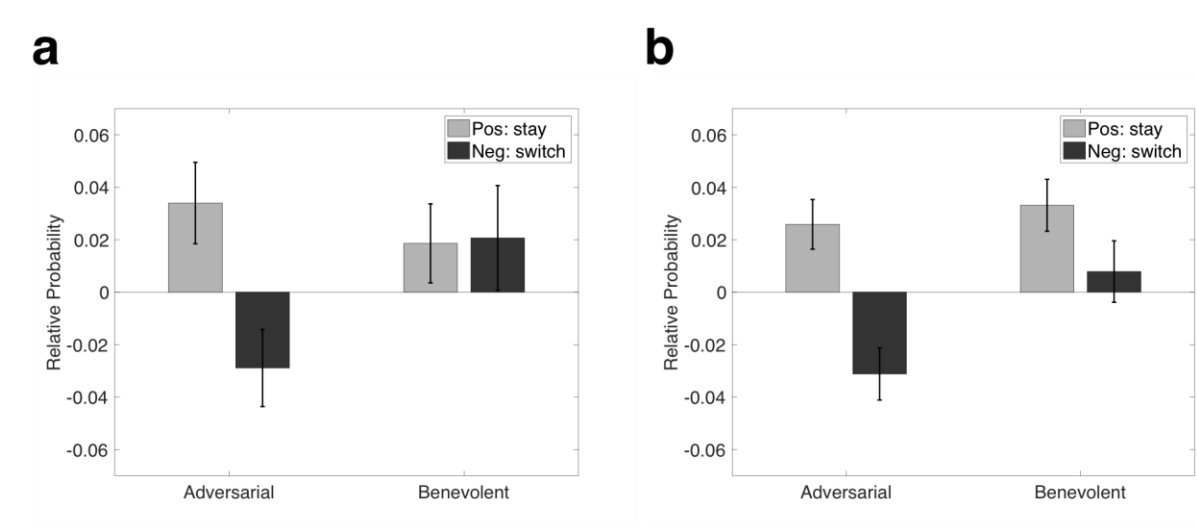 a
Relative Probability
0.06
0.04
0.02
0
-0.02
-0.04
-0.06
Pos: stay
Neg: switch
Adversarial
Benevolent
b
Relative Probability
0.06
0.04
0.02
0
-0.02
-0.04
-0.06
Pos: stay
Neg: switch
Adversarial
Benevolent